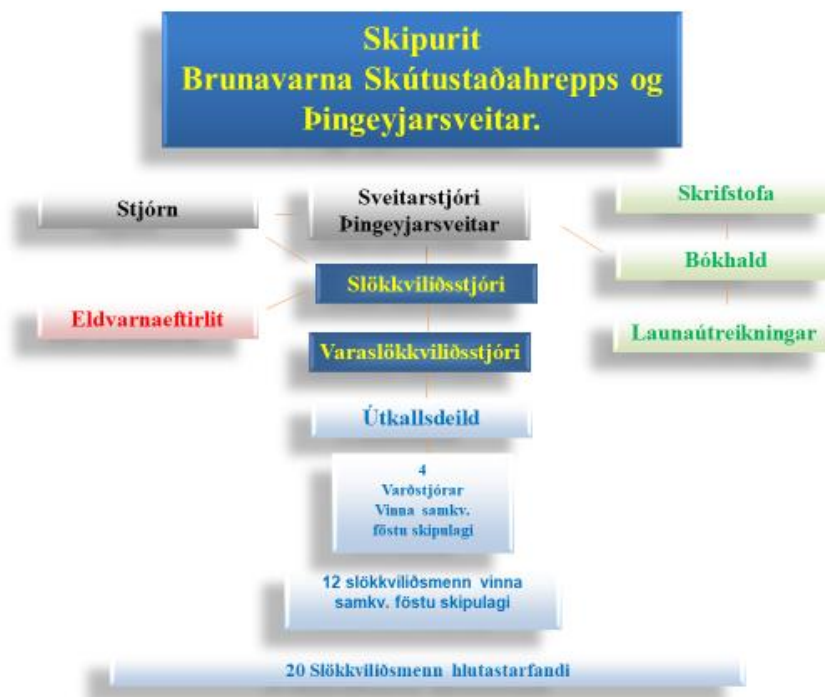 Skipurit
Brunavarna Skútustaðahrepps og
Þingeyjarsveitar.
Stjórn
Sveitarstjóri
Þingeyjarsveitar
Skrifstofa
Slökkviliðsstjóri
Bókhald
Eldvarnaeftirlit
Varaslökkviliðsstjóri
Launaútreikningar
Útkallsdeild
4
Varðstjórar
Vinna samkv.
föstu skipulagi
12 slökkviliðsmenn vinna
samkv. föstu skipulagi
20 Slökkviliðsmenn hlutastarfandi